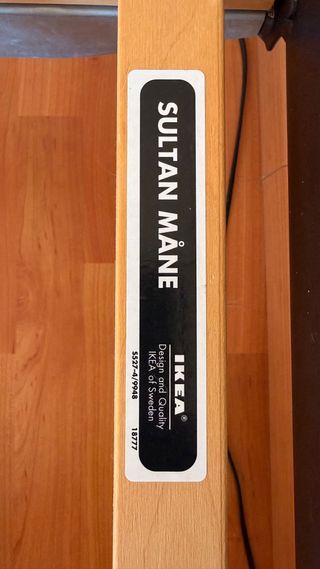 SULTAN MÅNE
IKEA®
Design and Quality
IKEA of Sweden
5527-4/9948 18777